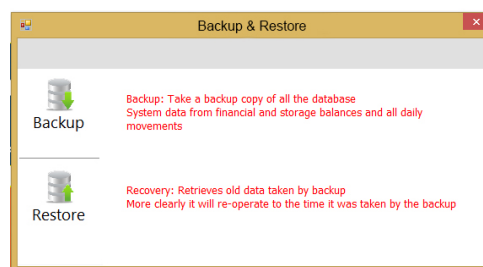 Backup & Restore
Backup
Backup: Take a backup copy of all the database
System data from financial and storage balances and all daily
movements
Restore
Recovery: Retrieves old data taken by backup
More clearly it will re-operate to the time it was taken by the backup